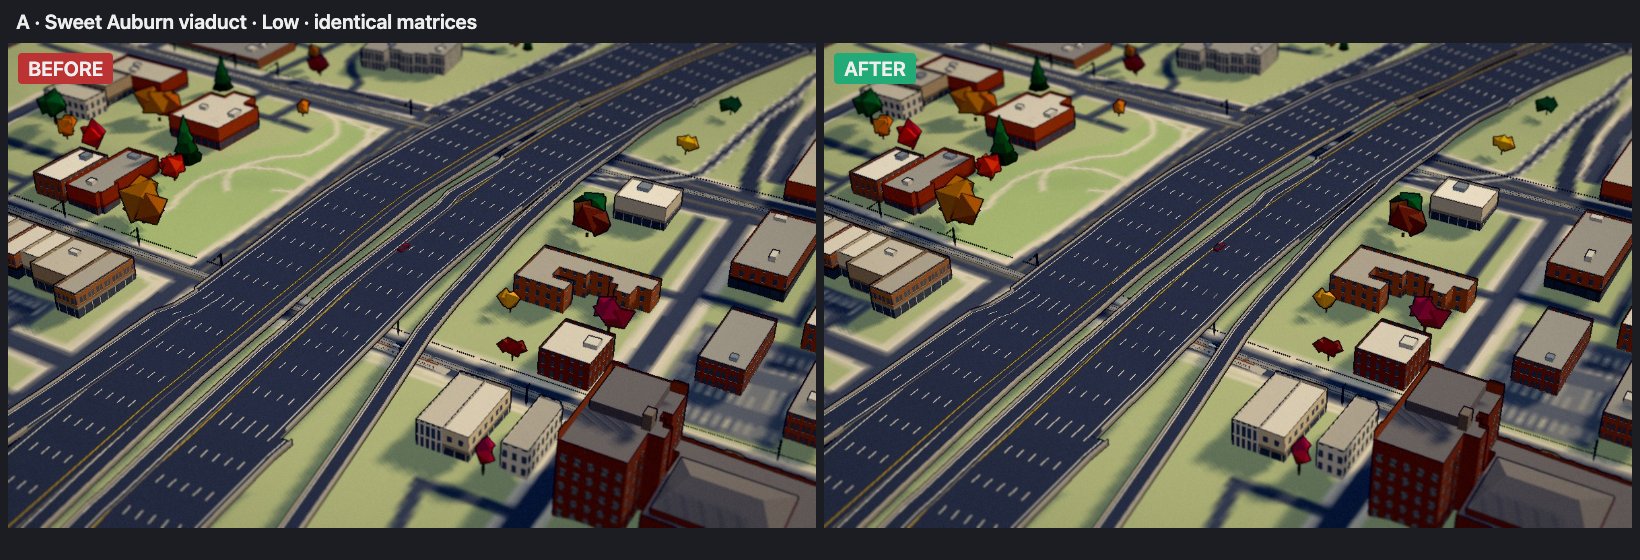 A · Sweet Auburn viaduct · Low · identical matrices
BEFORE
AFTER